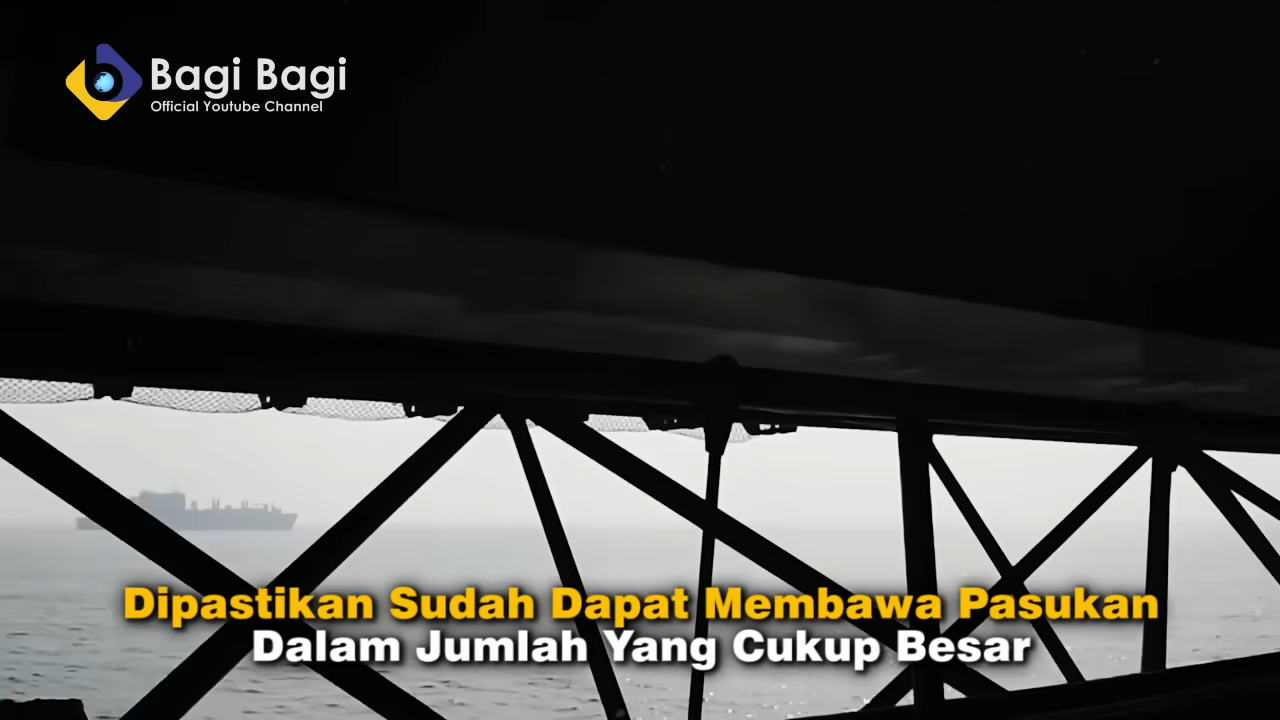 Bagi Bagi
Official Youtube Channel
Dipastikan Sudah Dapat Membawa Pasukan
Dalam Jumlah Yang Cukup Besar